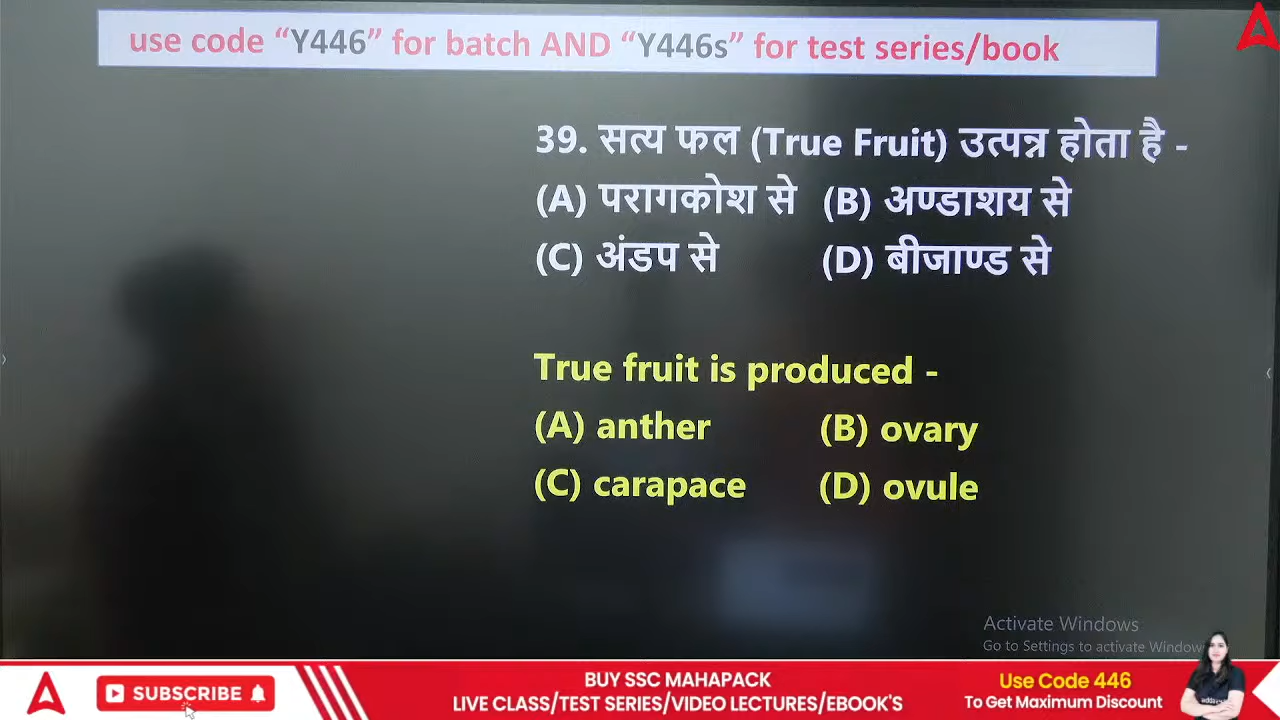 use code “Y446” for batch AND “Y446s” for test series/book
39. सत्य फल (True Fruit) उत्पन्न होता है -
(A) परागकोश से (B) अण्डाशय से
(C) अंडप से (D) बीजाण्ड से
True fruit is produced -
(A) anther (B) ovary
(C) carapace (D) ovule
Activate Windows
Go to Settings to activate Window
SUBSCRIBE
BUY SSC MAHAPACK
LIVE CLASS/TEST SERIES/VIDEO LECTURES/EBOOK'S
Use Code 446
To Get Maximum Discount